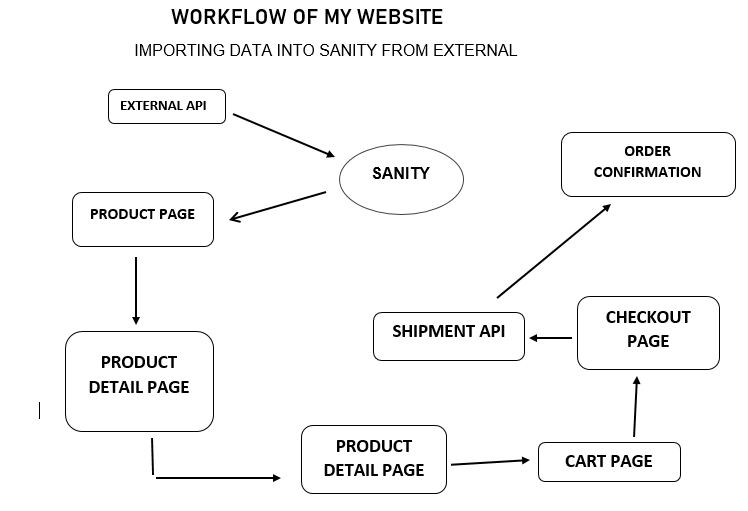 WORKFLOW OF MY WEBSITE
IMPORTING DATA INTO SANITY FROM EXTERNAL
EXTERNAL API
SANITY
PRODUCT PAGE
PRODUCT
DETAIL PAGE
PRODUCT
DETAIL PAGE
CART PAGE
CHECKOUT
PAGE
SHIPMENT API
ORDER
CONFIRMATION